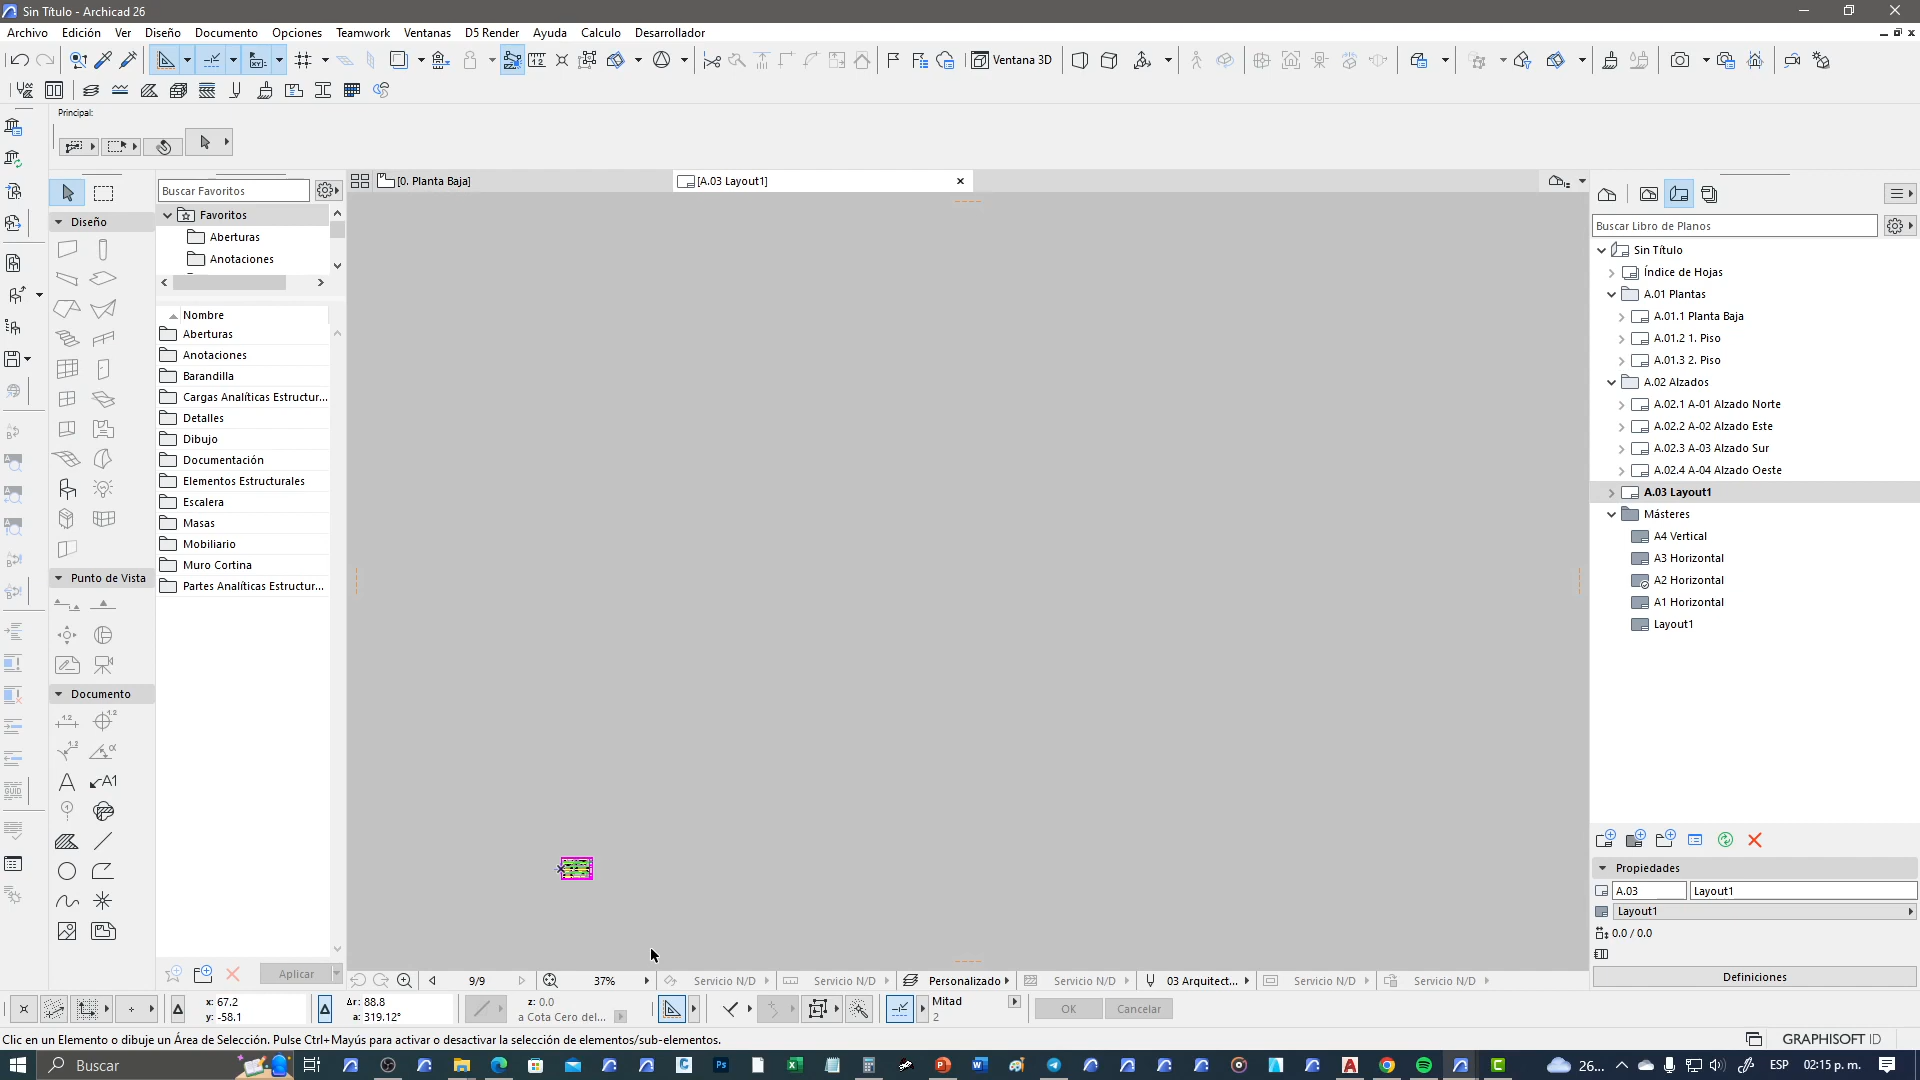 Sin Título - Archicad 26
Archivo Edición Ver Diseño Documento Opciones Teamwork Ventanas D5 Render Ayuda Calculo Desarrollador
Ventana 3D
Principal:
Buscar Favoritos
[0. Planta Baja]
[A.03 Layout1]
Diseño
Favoritos
Aberturas
Anotaciones
Nombre
Aberturas
Anotaciones
Barandilla
Cargas Analíticas Estructur...
Detalles
Dibujo
Documentación
Elementos Estructurales
Escalera
Masas
Mobiliario
Muro Cortina
Partes Analíticas Estructur...
Punto de Vista
Documento
Aplicar
Buscar Libro de Planos
Sin Título
Índice de Hojas
A.01 Plantas
A.01.1 Planta Baja
A.01.2 1. Piso
A.01.3 2. Piso
A.02 Alzados
A.02.1 A-01 Alzado Norte
A.02.2 A-02 Alzado Este
A.02.3 A-03 Alzado Sur
A.02.4 A-04 Alzado Oeste
A.03 Layout1
Másteres
A4 Vertical
A3 Horizontal
A2 Horizontal
A1 Horizontal
Layout1
Propiedades
A.03 Layout1
Layout1
0.0 / 0.0
Definiciones
9/9 37% Servicio N/D Servicio N/D Personalizado Servicio N/D 03 Arquitect... Servicio N/D Servicio N/D
x: 67.2
y: -58.1
Δr: 88.8
a: 319.12°
z: 0.0
a Cota Cero del...
Mitad
2
OK Cancelar
Clic en un Elemento o dibuje un Área de Selección. Pulse Ctrl+Mayús para activar o desactivar la selección de elementos/sub-elementos.
GRAPHISOFT ID
Buscar
26... ESP 02:15 p. m.